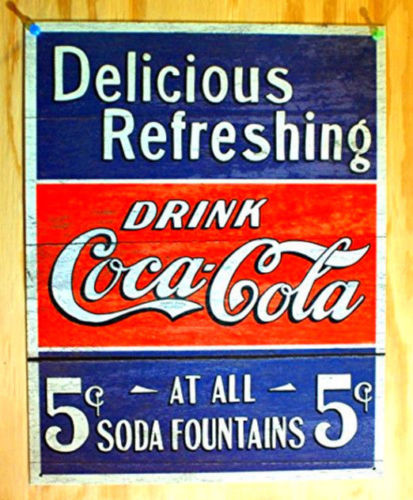 Delicious
Refreshing
DRINK
Coca-Cola
5¢ AT ALL 5¢
SODA FOUNTAINS